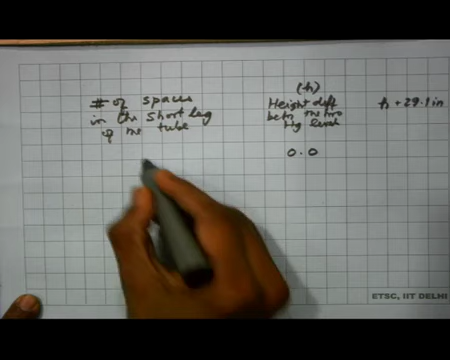 # of spaces
in the short leg
of the tube
(h)
Height diff
betn the two
Hg level
h + 29.1 in
0.0
ETSC, IIT DELHI